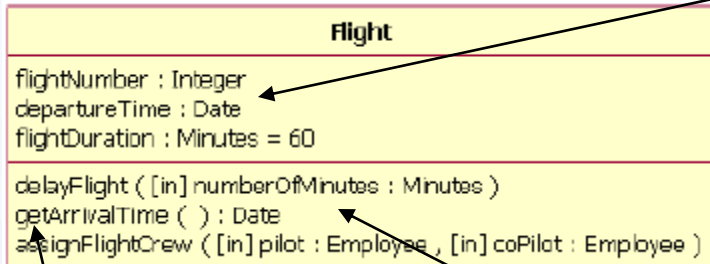 Flight
flightNumber : Integer
departureTime : Date
flightDuration : Minutes = 60
delayFlight ( [in] numberOfMinutes : Minutes )
getArrivalTime ( ) : Date
assignFlightCrew ( [in] pilot : Employee , [in] coPilot : Employee )